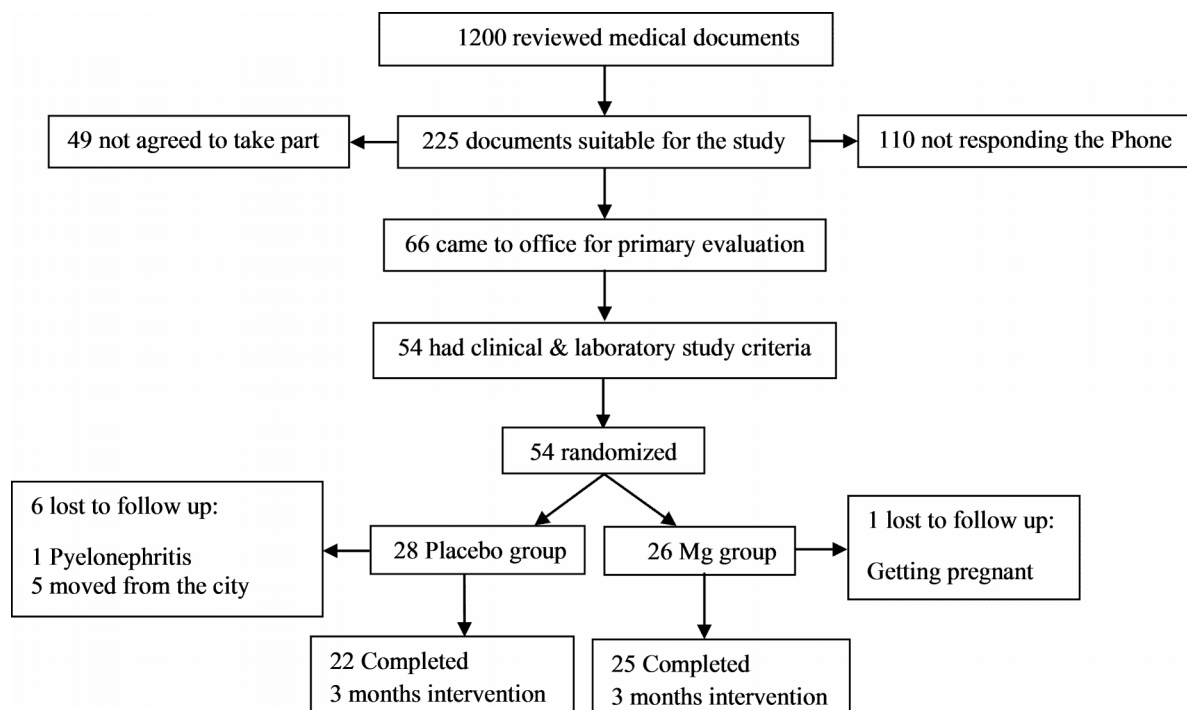 1200 reviewed medical documents
49 not agreed to take part
225 documents suitable for the study
110 not responding the Phone
66 came to office for primary evaluation
54 had clinical & laboratory study criteria
54 randomized
6 lost to follow up:
1 Pyelonephritis
5 moved from the city
28 Placebo group
26 Mg group
1 lost to follow up:
Getting pregnant
22 Completed
3 months intervention
25 Completed
3 months intervention